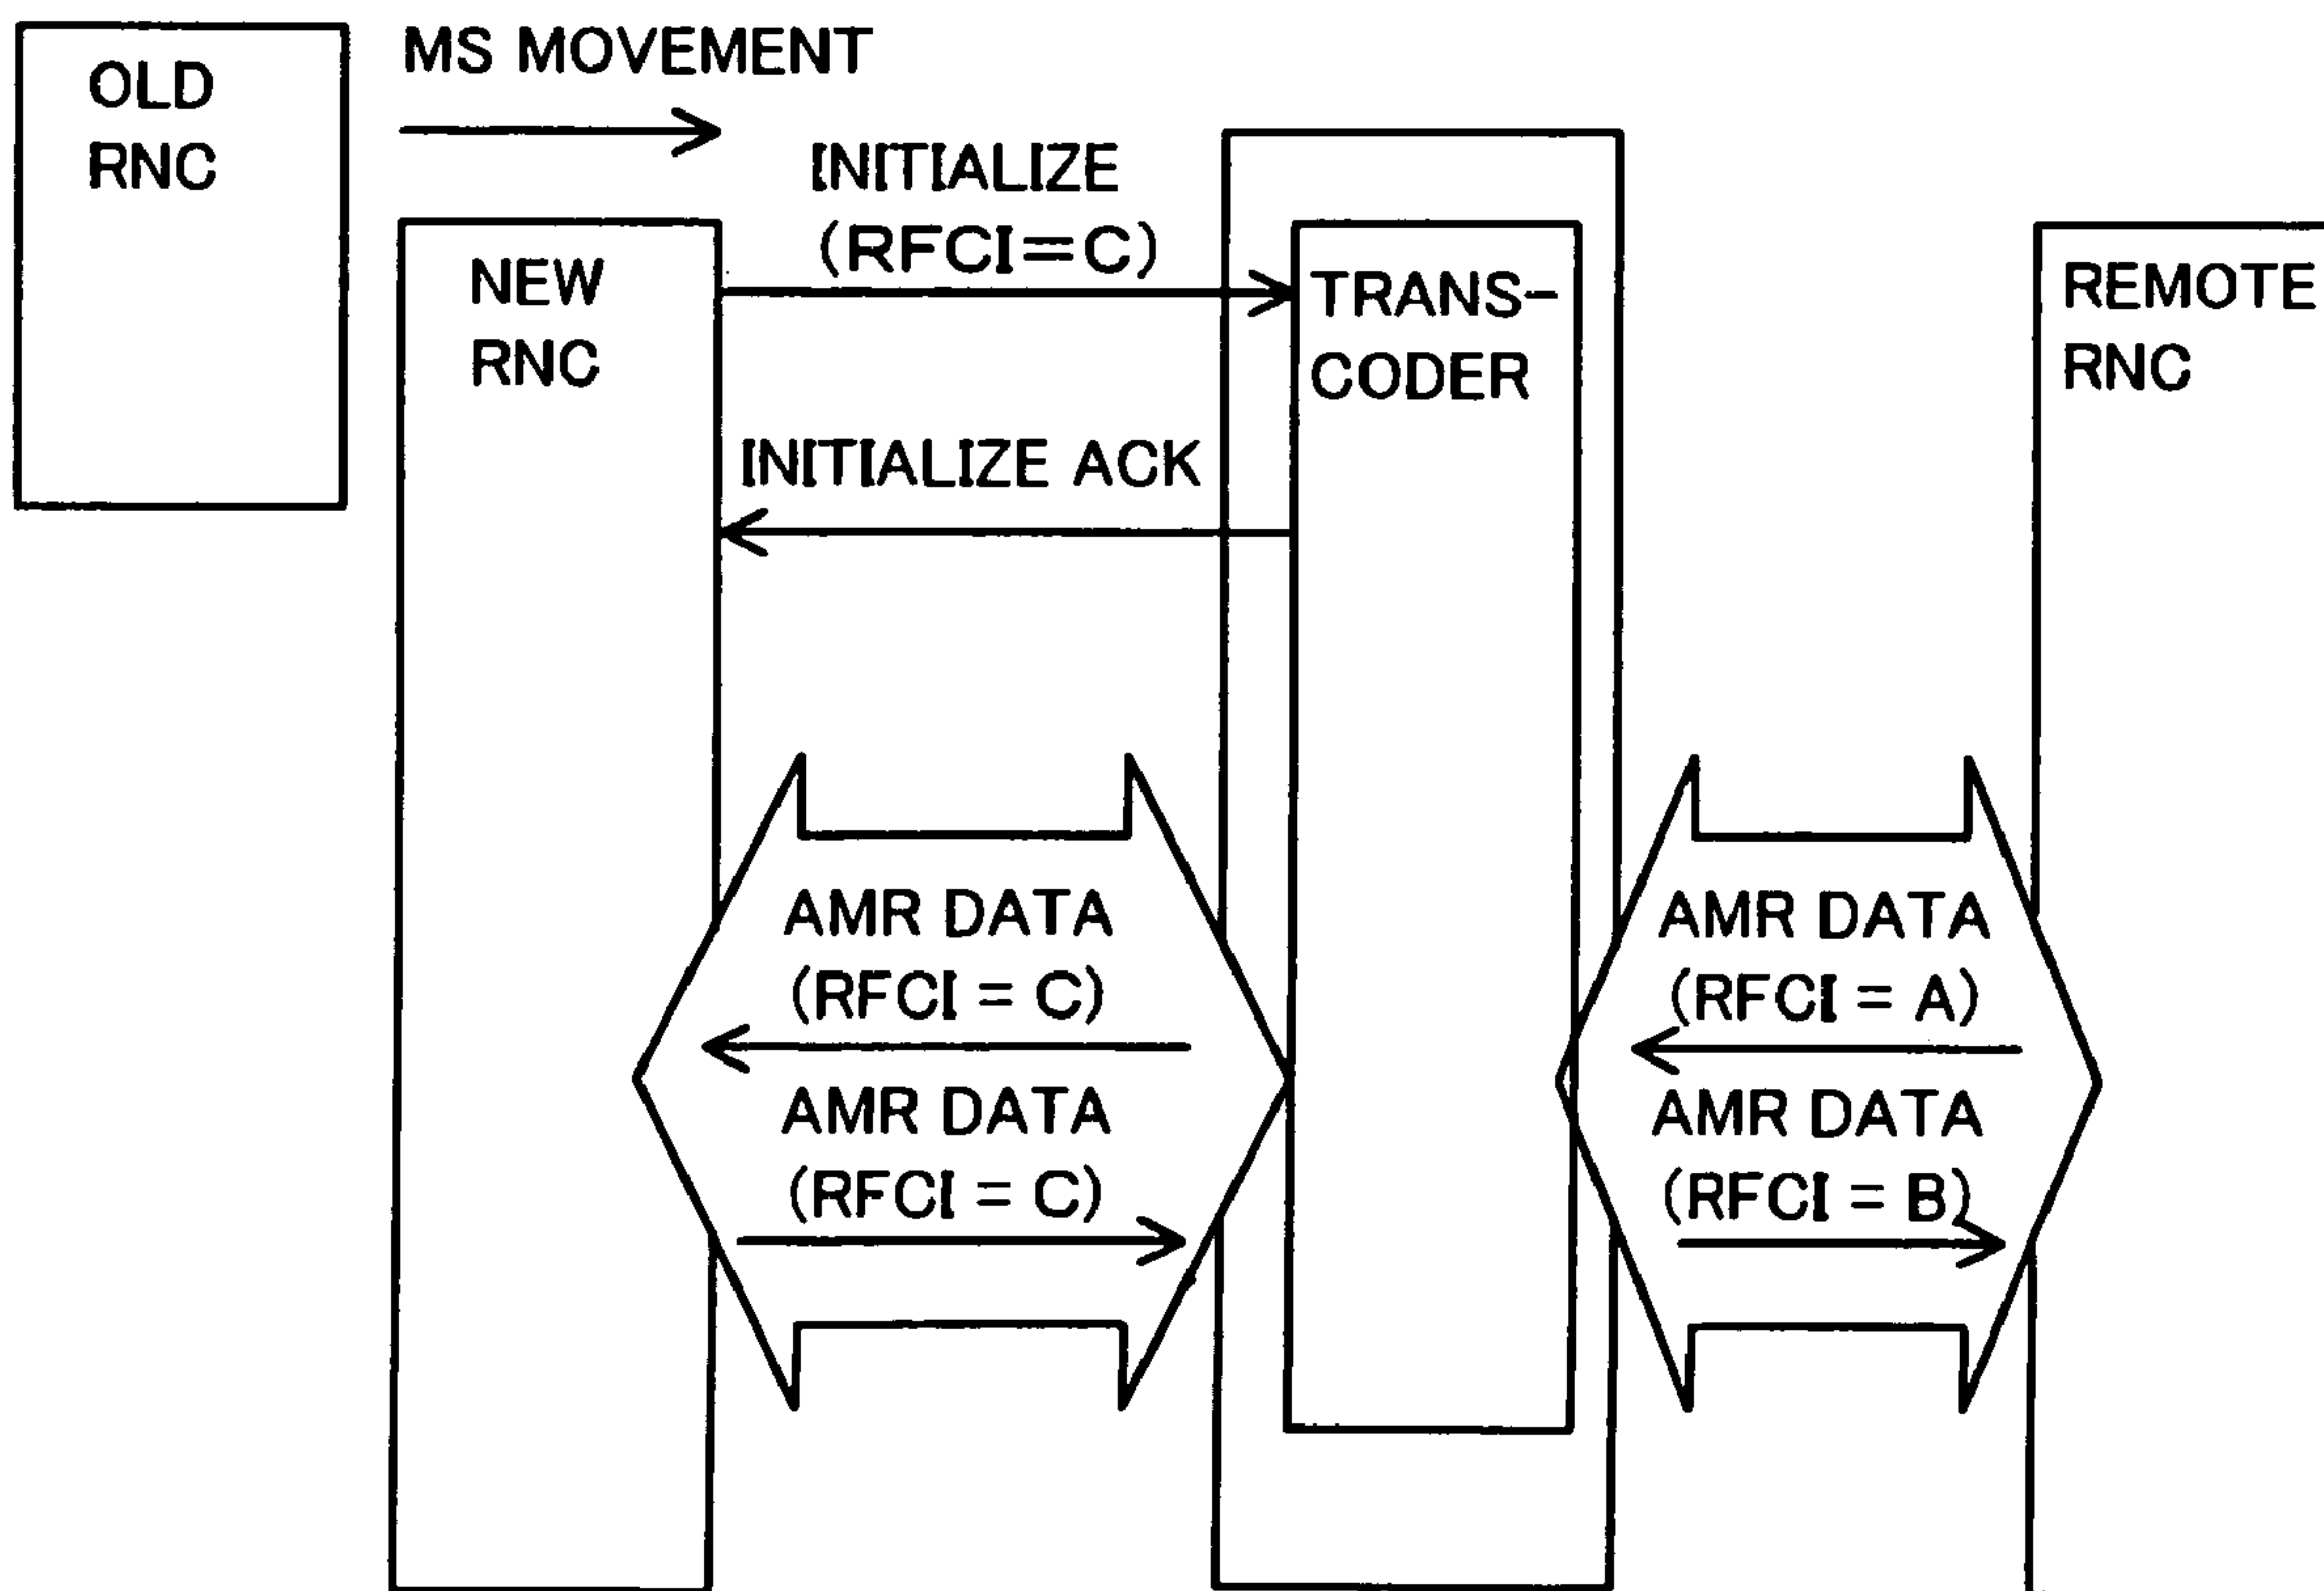 OLD
RNC
MS MOVEMENT
INITIALIZE
(RFCI=C)
NEW
RNC
TRANS-
CODER
REMOTE
RNC
INITIALIZE ACK
AMR DATA
(RFCI = C)
AMR DATA
(RFCI = C)
AMR DATA
(RFCI = A)
AMR DATA
(RFCI = B)